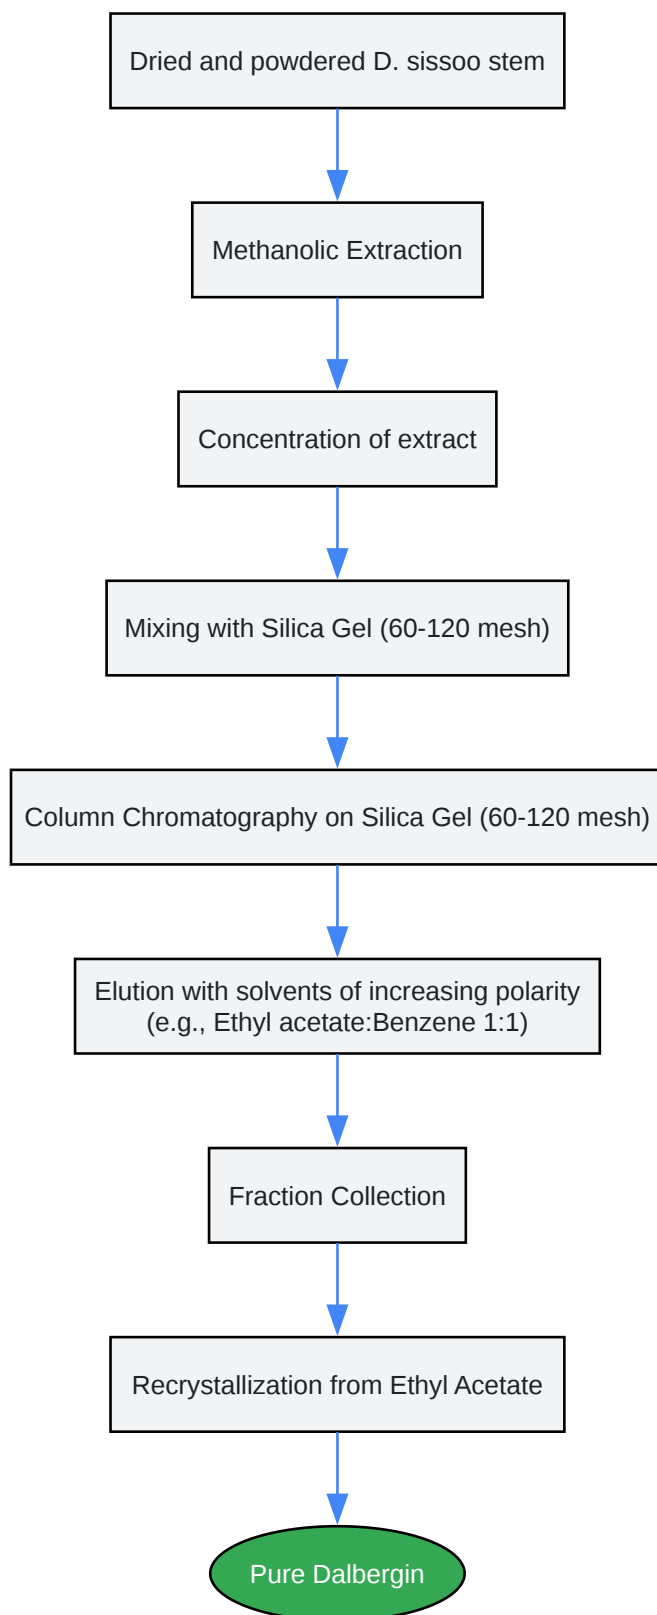 Dried and powdered D. sissoo stem
Methanolic Extraction
Concentration of extract
Mixing with Silica Gel (60-120 mesh)
Column Chromatography on Silica Gel (60-120 mesh)
Elution with solvents of increasing polarity
(e.g., Ethyl acetate:Benzene 1:1)
Fraction Collection
Recrystallization from Ethyl Acetate
Pure Dalbergin